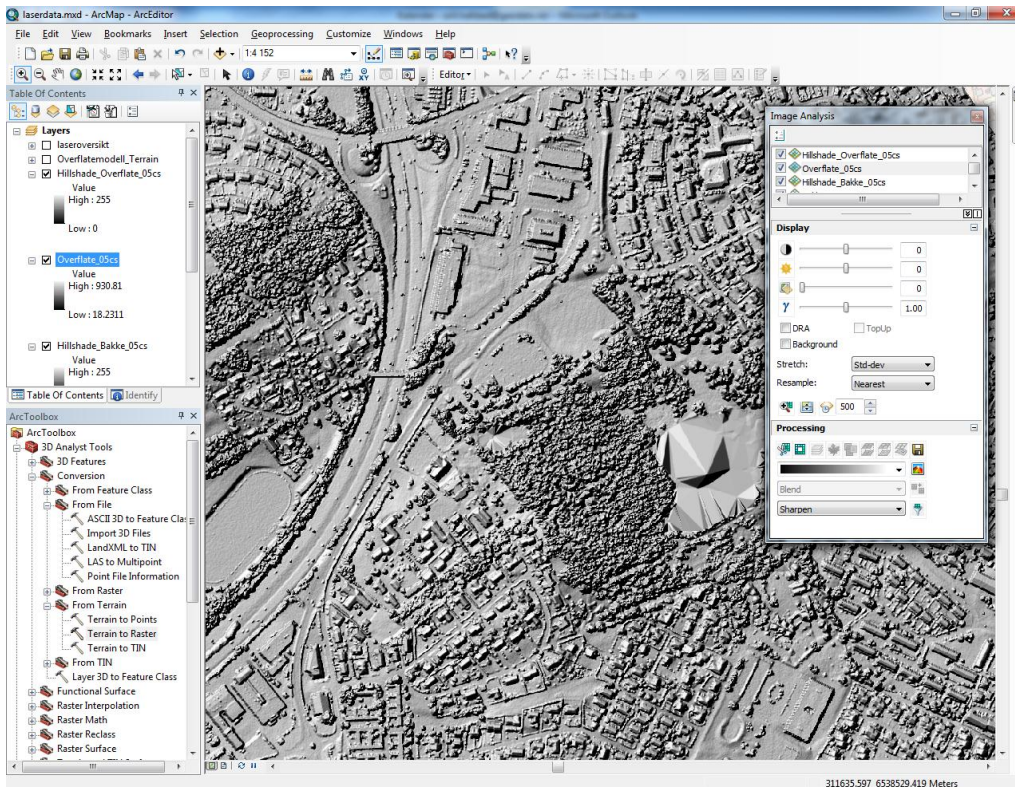 laserdata.mxd - ArcMap - ArcEditor
File Edit View Bookmarks Insert Selection Geoprocessing Customize Windows Help
1:4 152
Editor
Table Of Contents
Layers
laseroversikt
Overflatemodell_Terrain
Hillshade_Overflate_05cs
Value
High : 255
Low : 0
Overflate_05cs
Value
High : 930.81
Low : 18.2311
Hillshade_Bakke_05cs
Value
High : 255
Table Of Contents Identify
ArcToolbox
ArcToolbox
3D Analyst Tools
3D Features
Conversion
From Feature Class
From File
ASCII 3D to Feature Clas
Import 3D Files
LandXML to TIN
LAS to Multipoint
Point File Information
From Raster
From Terrain
Terrain to Points
Terrain to Raster
Terrain to TIN
From TIN
Layer 3D to Feature Class
Functional Surface
Raster Interpolation
Raster Math
Raster Reclass
Raster Surface
Image Analysis
Hillshade_Overflate_05cs
Overflate_05cs
Hillshade_Bakke_05cs
Display
0
0
0
γ 1.00
DRA TopUp
Background
Stretch: Std-dev
Resample: Nearest
500
Processing
Blend
Sharpen
311635.597 6538529.419 Meters